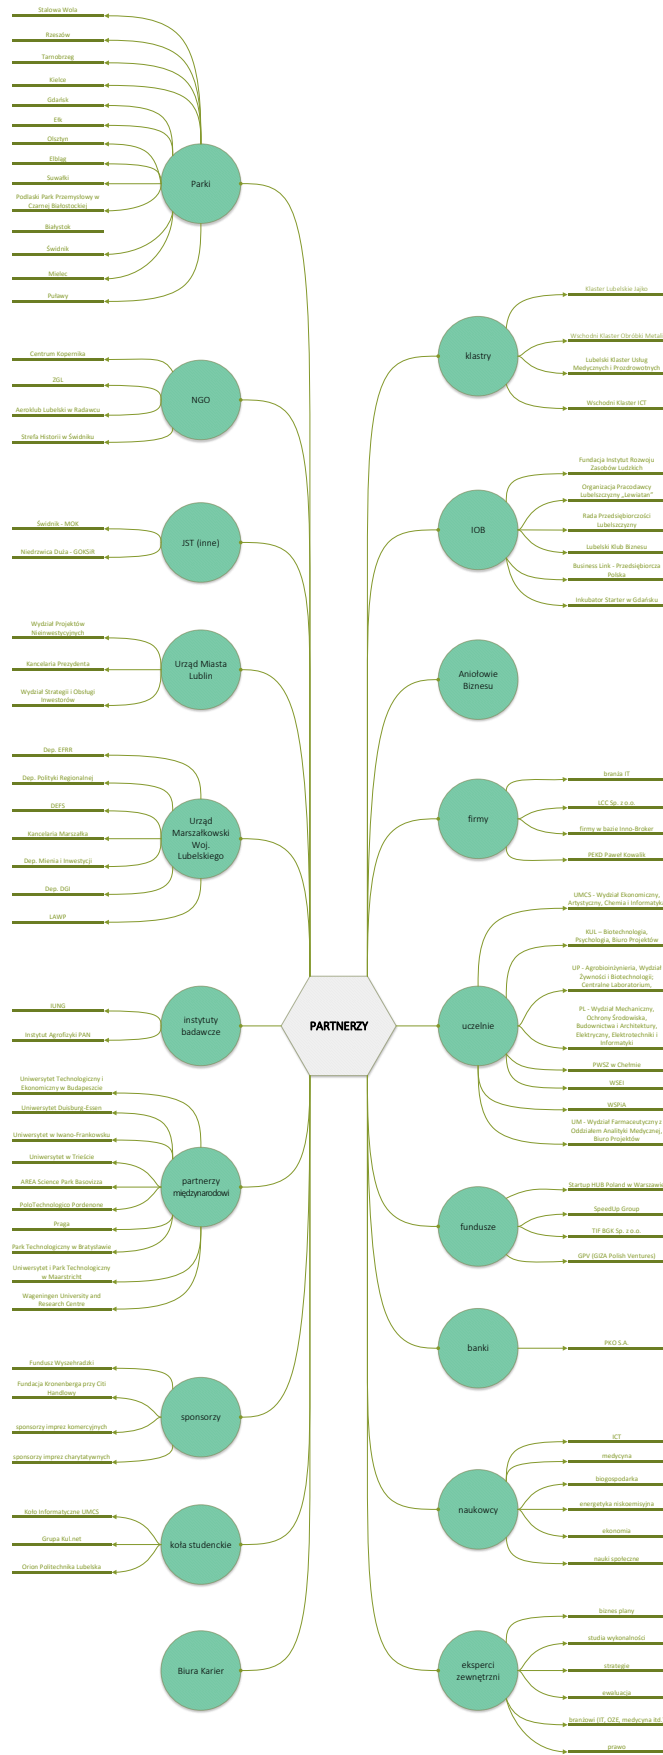 Stalowa Wola
Rzeszów
Tarnobrzeg
Kielce
Gdańsk
Ełk
Olsztyn
Elbląg
Suwałki
Podlaski Park Przemysłowy w
Czarnej Białostockiej
Białystok
Świdnik
Mielec
Puławy
Parki
Centrum Kopernika
ZGL
Aeroklub Lubelski w Radawcu
Strefa Historii w Świdniku
NGO
Świdnik - MOK
Niedrzwica Duża - GOKSiR
JST (inne)
Wydział Projektów
Nieinwestycyjnych
Kancelaria Prezydenta
Wydział Strategii i Obsługi
Inwestorów
Urząd Miasta
Lublin
Dep. EFRR
Dep. Polityki Regionalnej
DEFS
Kancelaria Marszałka
Dep. Mienia i Inwestycji
Dep. DGI
LAWP
Urząd
Marszałkowski
Woj.
Lubelskiego
IUNG
Instytut Agrofizyki PAN
instytuty
badawcze
Uniwersytet Technologiczny i
Ekonomiczny w Budapeszcie
Uniwersytet Duisburg-Essen
Uniwersytet w Iwano-Frankowsku
Uniwersytet w Trieście
AREA Science Park Basovizza
PoloTechnologico Pordenone
Praga
Park Technologiczny w Bratysławie
Uniwersytet i Park Technologiczny
w Maarstricht
Wageningen University and
Research Centre
partnerzy
międzynarodowi
Fundusz Wyszehradzki
Fundacja Kronenberga przy Citi
Handlowy
sponsorzy imprez komercyjnych
sponsorzy imprez charytatywnych
sponsorzy
Koło Informatyczne UMCS
Grupa Kul.net
Orion Politechnika Lubelska
koła studenckie
Biura Karier
PARTNERZY
klastry
Klaster Lubelskie Jajko
Wschodni Klaster Obróbki Metali
Lubelski Klaster Usług
Medycznych i Prozdrowotnych
Wschodni Klaster ICT
IOB
Fundacja Instytut Rozwoju
Zasobów Ludzkich
Organizacja Pracodawcy
Lubelszczyzny „Lewiatan”
Rada Przedsiębiorczości
Lubelszczyzny
Lubelski Klub Biznesu
Business Link - Przedsiębiorcza
Polska
Inkubator Starter w Gdańsku
Aniołowie
Biznesu
firmy
branża IT
LCC Sp. z o.o.
firmy w bazie Inno-Broker
PEKD Paweł Kowalik
uczelnie
UMCS - Wydział Ekonomiczny,
Artystyczny, Chemia i Informatyka
KUL – Biotechnologia,
Psychologia, Biuro Projektów
UP - Agrobioinżynieria, Wydział
Żywności i Biotechnologii;
Centralne Laboratorium,
PL - Wydział Mechaniczny,
Ochrony Środowiska,
Budownictwa i Architektury,
Elektryczny, Elektrotechniki i
Informatyki
PWSZ w Chełmie
WSEI
WSPiA
UM - Wydział Farmaceutyczny z
Oddziałem Analityki Medycznej,
Biuro Projektów
fundusze
Startup HUB Poland w Warszawie
SpeedUp Group
TIF BGK Sp. z o.o.
GPV (GIZA Polish Ventures)
banki
PKO S.A.
naukowcy
ICT
medycyna
biogospodarka
energetyka niskoemisyjna
ekonomia
nauki społeczne
eksperci
zewnętrzni
biznes plany
studia wykonalności
strategie
ewaluacja
branżowi (IT, OZE, medycyna itd.)
prawo